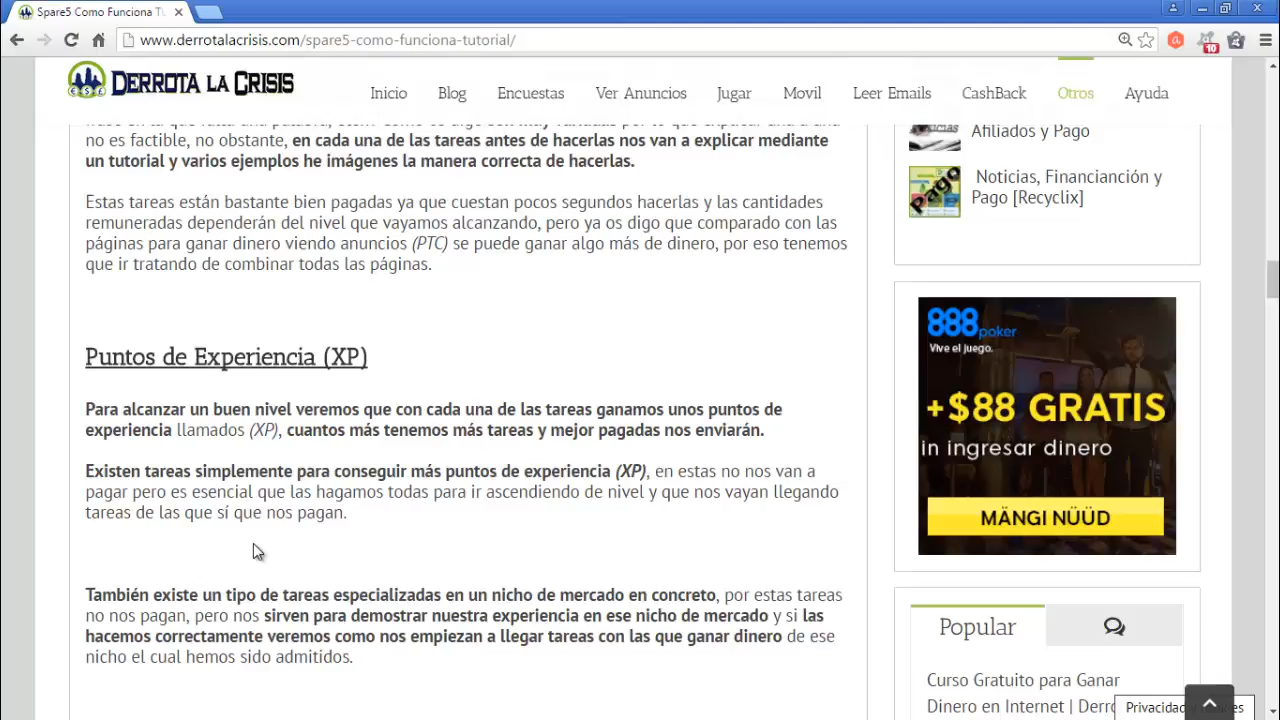 Spare5 Como Funciona Tu
www.derrotalacrisis.com/spare5-como-funciona-tutorial/
10
DERROTA LA CRISIS
Inicio Blog Encuestas Ver Anuncios Jugar Movil Leer Emails CashBack Otros Ayuda
no es factible, no obstante, en cada una de las tareas antes de hacerlas nos van a explicar mediante
un tutorial y varios ejemplos he imágenes la manera correcta de hacerlas.
Estas tareas están bastante bien pagadas ya que cuestan pocos segundos hacerlas y las cantidades
remuneradas dependerán del nivel que vayamos alcanzando, pero ya os digo que comparado con las
páginas para ganar dinero viendo anuncios (PTC) se puede ganar algo más de dinero, por eso tenemos
que ir tratando de combinar todas las páginas.
Puntos de Experiencia (XP)
Para alcanzar un buen nivel veremos que con cada una de las tareas ganamos unos puntos de
experiencia llamados (XP), cuantos más tenemos más tareas y mejor pagadas nos enviarán.
Existen tareas simplemente para conseguir más puntos de experiencia (XP), en estas no nos van a
pagar pero es esencial que las hagamos todas para ir ascendiendo de nivel y que nos vayan llegando
tareas de las que sí que nos pagan.
También existe un tipo de tareas especializadas en un nicho de mercado en concreto, por estas tareas
no nos pagan, pero nos sirven para demostrar nuestra experiencia en ese nicho de mercado y si las
hacemos correctamente veremos como nos empiezan a llegar tareas con las que ganar dinero de ese
nicho el cual hemos sido admitidos.
Afiliados y Pago
Pago
Noticias, Financianción y
Pago [Recyclix]
888poker
Vive el juego.
+$88 GRATIS
in ingresar dinero
MÄNGI NÜÜD
Popular
Curso Gratuito para Ganar
Dinero en Internet | Derro
Privacidad y